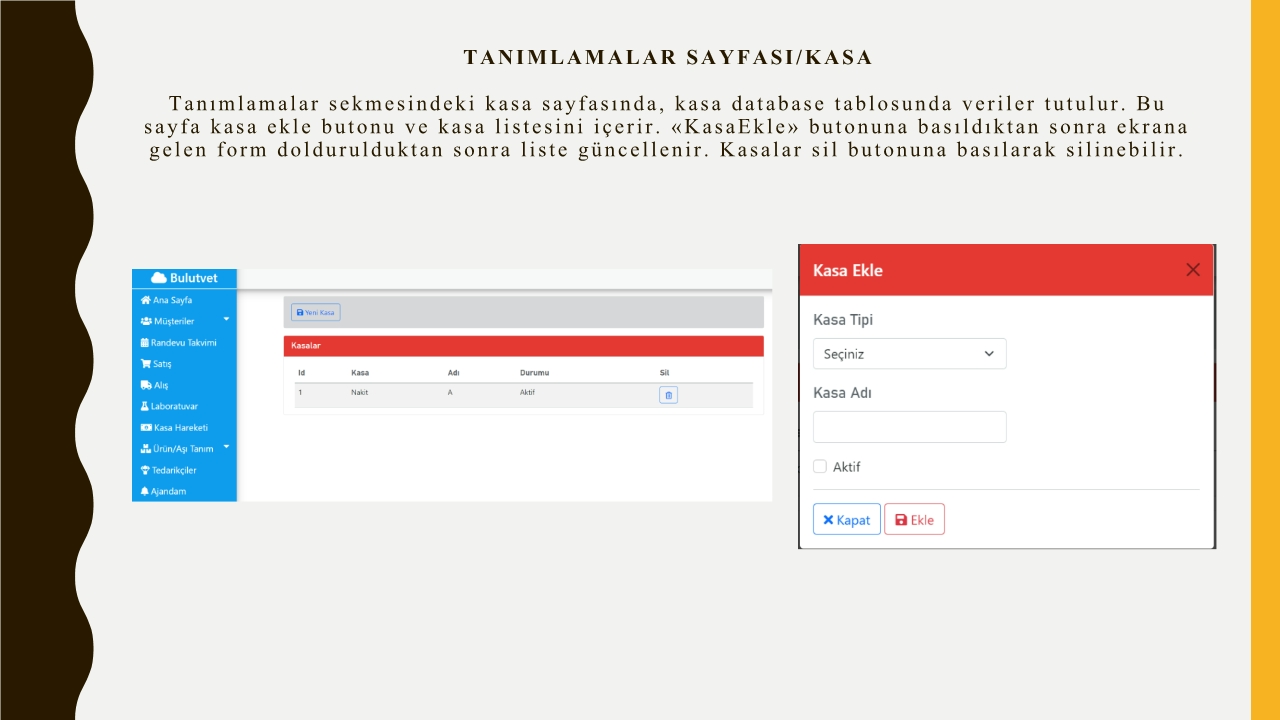 TANIMLAMALAR SAYFASI/KASA
Tanımlamalar sekmesindeki kasa sayfasında, kasa database tablosunda veriler tutulur. Bu
sayfa kasa ekle butonu ve kasa listesini içerir. «KasaEkle» butonuna basıldıktan sonra ekrana
gelen form doldurulduktan sonra liste güncellenir. Kasalar sil butonuna basılarak silinebilir.
Bulutvet
Ana Sayfa
Müşteriler
Randevu Takvimi
Satış
Alış
Laboratuvar
Kasa Hareketi
Ürün/Aşı Tanım
Tedarikçiler
Ajandam
Yeni Kasa
Kasalar
Id Kasa Adı Durumu Sil
1 Nakit A Aktif
Kasa Ekle
Kasa Tipi
Seçiniz
Kasa Adı
Aktif
Kapat Ekle